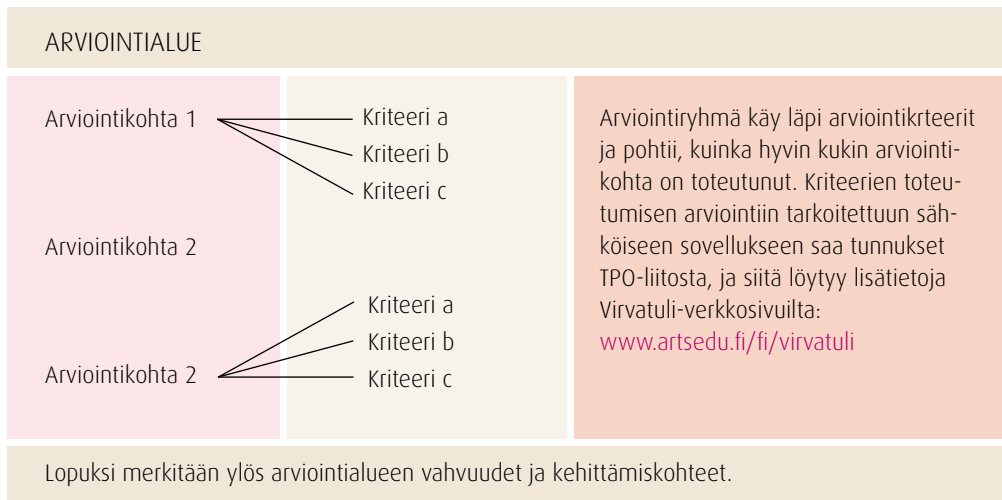 ARVIOINTIALUE
Arviointikohta 1
Kriteeri a
Kriteeri b
Kriteeri c
Arviointikohta 2
Kriteeri a
Kriteeri b
Arviointikohta 2
Kriteeri c
Arviointiryhmä käy läpi arviointikrteerit
ja pohtii, kuinka hyvin kukin arviointi-
kohta on toteutunut. Kriteerien toteu-
tumisen arviointiin tarkoitettuun säh-
köiseen sovellukseen saa tunnukset
TPO-liitosta, ja siitä löytyy lisätietoja
Virvatuli-verkkosivuilta:
www.artsedu.fi/fi/virvatuli
Lopuksi merkitään ylös arviointialueen vahvuudet ja kehittämiskohteet.